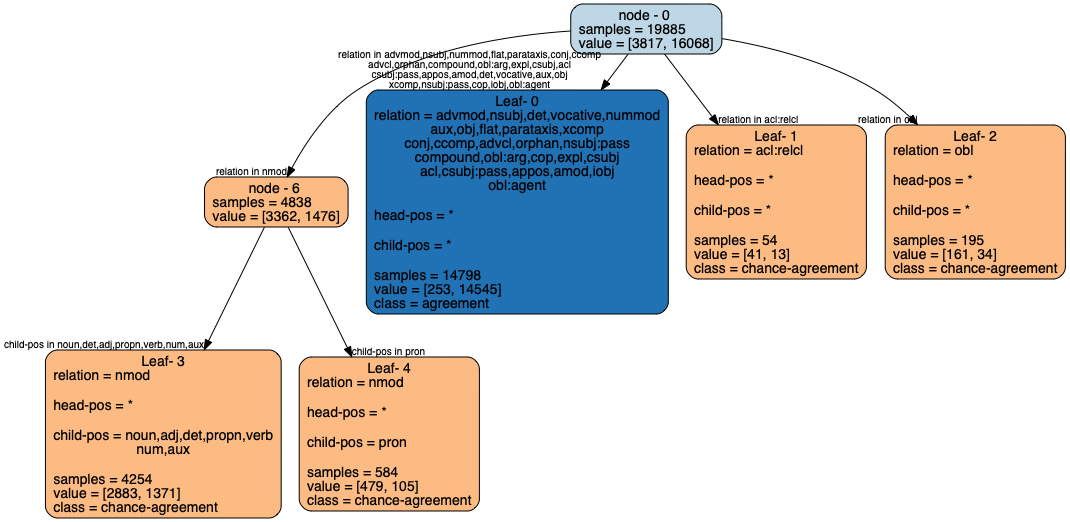 node - 0
samples = 19885
value = [3817, 16068]
relation in advmod,nsubj,nummod,flat,parataxis,conj,ccomp
advcl,orphan,compound,obl:arg,expl,csubj,acl
csubj:pass,appos,amod,det,vocative,aux,obj
xcomp,nsubj:pass,cop,iobj,obl:agent
Leaf- 0
relation = advmod,nsubj,det,vocative,nummod
aux,obj,flat,parataxis,xcomp
conj,ccomp,advcl,orphan,nsubj:pass
compound,obl:arg,cop,expl,csubj
acl,csubj:pass,appos,amod,iobj
obl:agent
head-pos = *
child-pos = *
samples = 14798
value = [253, 14545]
class = agreement
relation in acl:relcl
Leaf- 1
relation = acl:relcl
head-pos = *
child-pos = *
samples = 54
value = [41, 13]
class = chance-agreement
relation in obl
Leaf- 2
relation = obl
head-pos = *
child-pos = *
samples = 195
value = [161, 34]
class = chance-agreement
relation in nmod
node - 6
samples = 4838
value = [3362, 1476]
child-pos in noun,det,adj,propn,verb,num,aux
Leaf- 3
relation = nmod
head-pos = *
child-pos = noun,adj,det,propn,verb
num,aux
samples = 4254
value = [2883, 1371]
class = chance-agreement
child-pos in pron
Leaf- 4
relation = nmod
head-pos = *
child-pos = pron
samples = 584
value = [479, 105]
class = chance-agreement